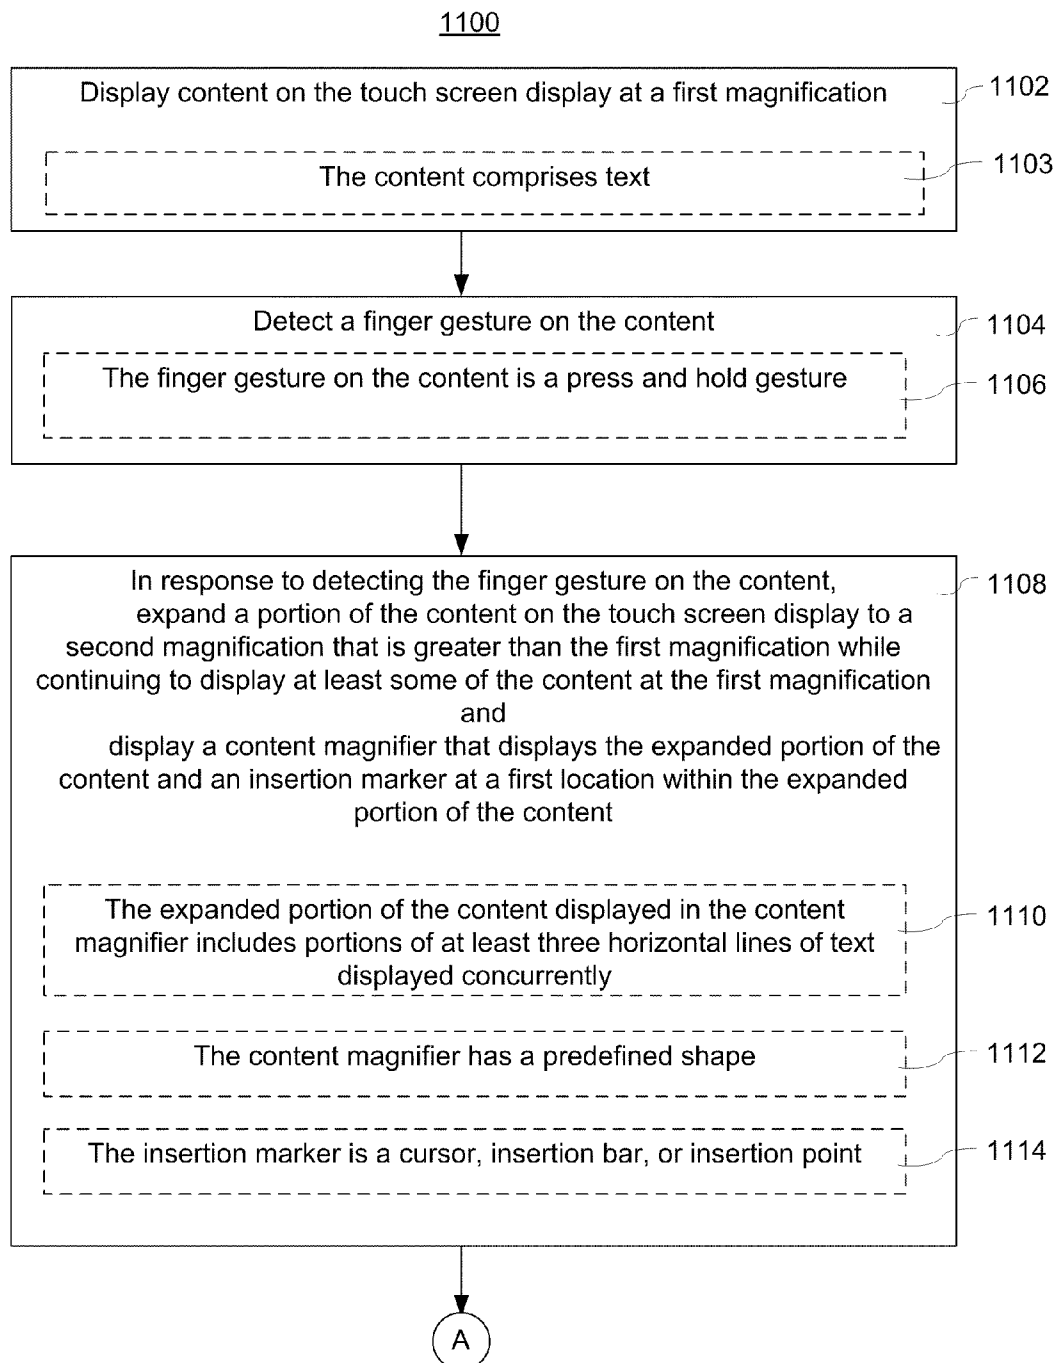 1100
Display content on the touch screen display at a first magnification
1102
The content comprises text
1103
Detect a finger gesture on the content
1104
The finger gesture on the content is a press and hold gesture
1106
In response to detecting the finger gesture on the content,
1108
expand a portion of the content on the touch screen display to a
second magnification that is greater than the first magnification while
continuing to display at least some of the content at the first magnification
and
display a content magnifier that displays the expanded portion of the
content and an insertion marker at a first location within the expanded
portion of the content
The expanded portion of the content displayed in the content
magnifier includes portions of at least three horizontal lines of text
displayed concurrently
1110
The content magnifier has a predefined shape
1112
The insertion marker is a cursor, insertion bar, or insertion point
1114
A